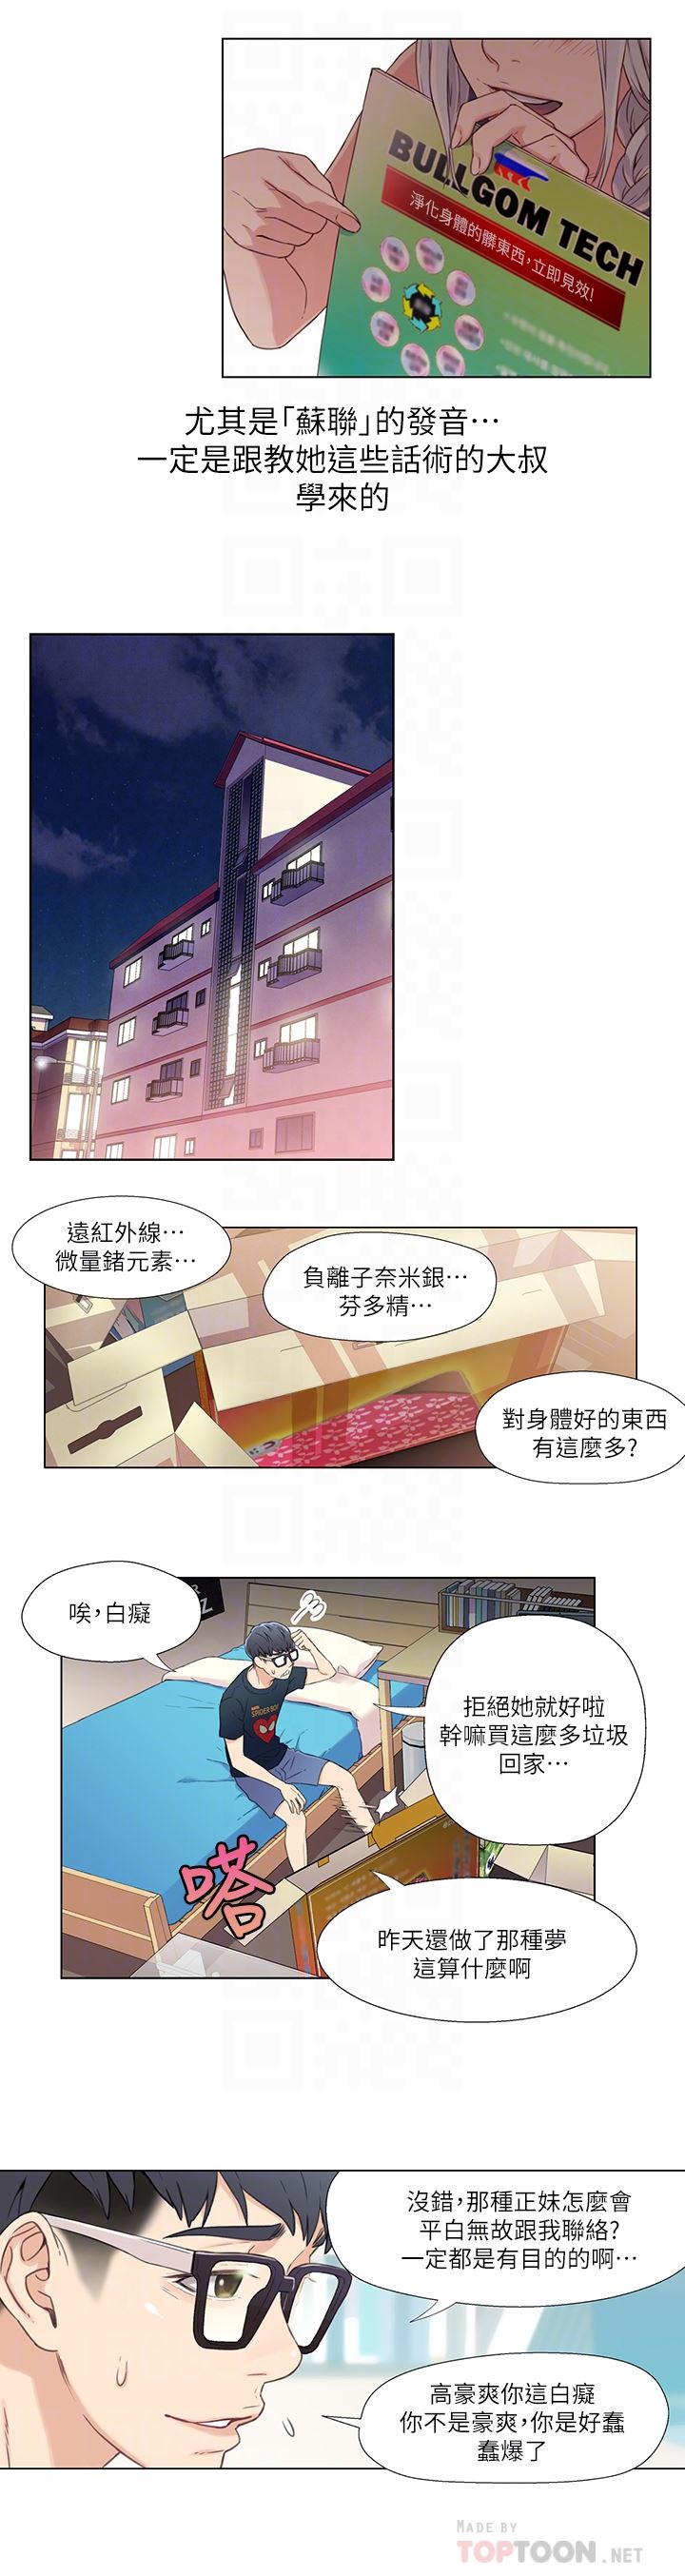 BULLGOM TECH
淨化身體的髒東西，立即見效!
尤其是「蘇聯」的發音⋯
一定是跟教她這些話術的大叔
學來的
遠紅外線⋯
微量鍺元素⋯
負離子奈米銀⋯
芬多精⋯
對身體好的東西
有這麼多?
唉，白癡
SPIDER BOY
拒絕她就好啦
幹嘛買這麼多垃圾
回家⋯
嗒
昨天還做了那種夢
這算什麼啊
沒錯，那種正妹怎麼會
平白無故跟我聯絡?
一定都是有目的的啊⋯
高豪爽你這白癡
你不是豪爽，你是好蠢
蠢爆了
MADE BY
TOPTOON.NET